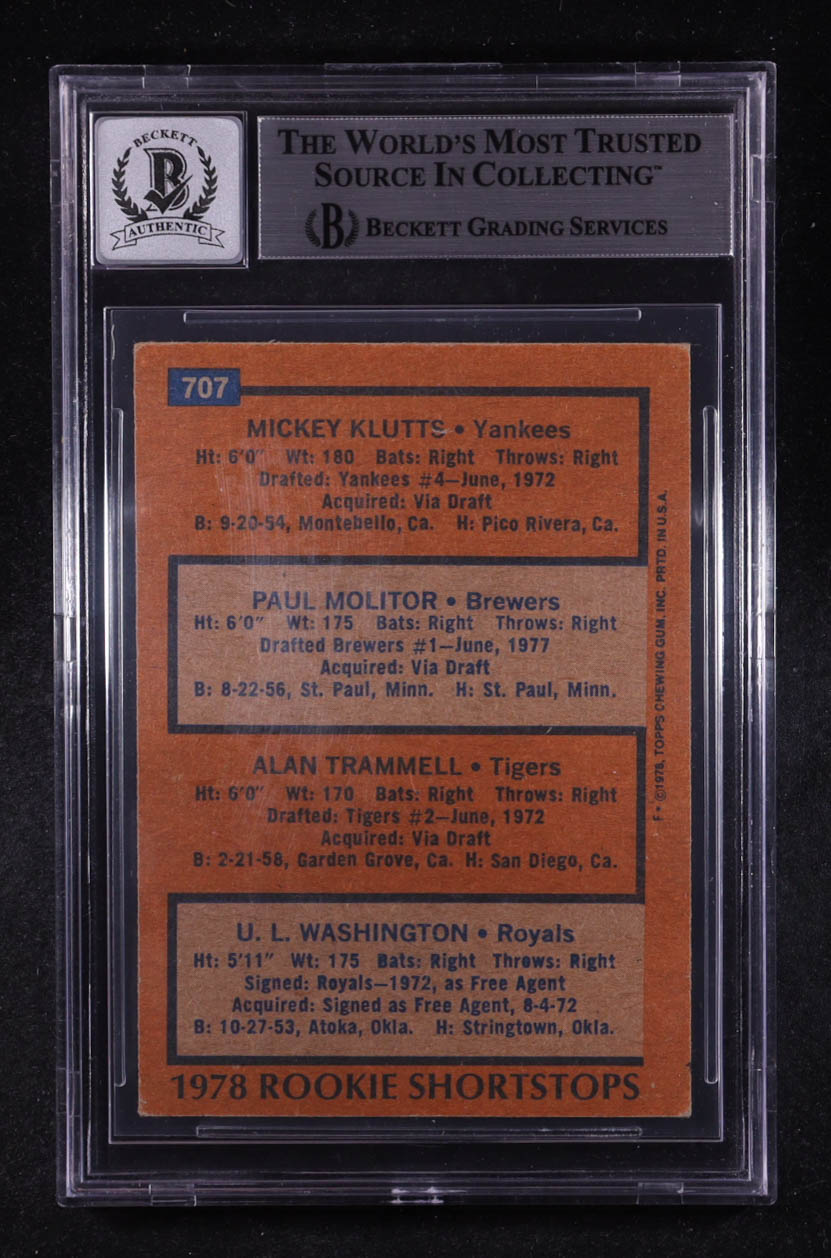 BECKETT
B
AUTHENTIC
THE WORLD'S MOST TRUSTED
SOURCE IN COLLECTING™
B BECKETT GRADING SERVICES
707
MICKEY KLUTTS • Yankees
Ht: 6'0" Wt: 180 Bats: Right Throws: Right
Drafted: Yankees #4—June, 1972
Acquired: Via Draft
B: 9-20-54, Montebello, Ca. H: Pico Rivera, Ca.
PAUL MOLITOR • Brewers
Ht: 6'0" Wt: 175 Bats: Right Throws: Right
Drafted Brewers #1—June, 1977
Acquired: Via Draft
B: 8-22-56, St. Paul, Minn. H: St. Paul, Minn.
ALAN TRAMMELL • Tigers
Ht: 6'0" Wt: 170 Bats: Right Throws: Right
Drafted: Tigers #2—June, 1972
Acquired: Via Draft
B: 2-21-58, Garden Grove, Ca. H: San Diego, Ca.
U. L. WASHINGTON • Royals
Ht: 5'11" Wt: 175 Bats: Right Throws: Right
Signed: Royals—1972, as Free Agent
Acquired: Signed as Free Agent, 8-4-72
B: 10-27-53, Atoka, Okla. H: Stringtown, Okla.
1978 ROOKIE SHORTSTOPS
F* ©1978, TOPPS CHEWING GUM, INC. PRTD. IN U.S.A.